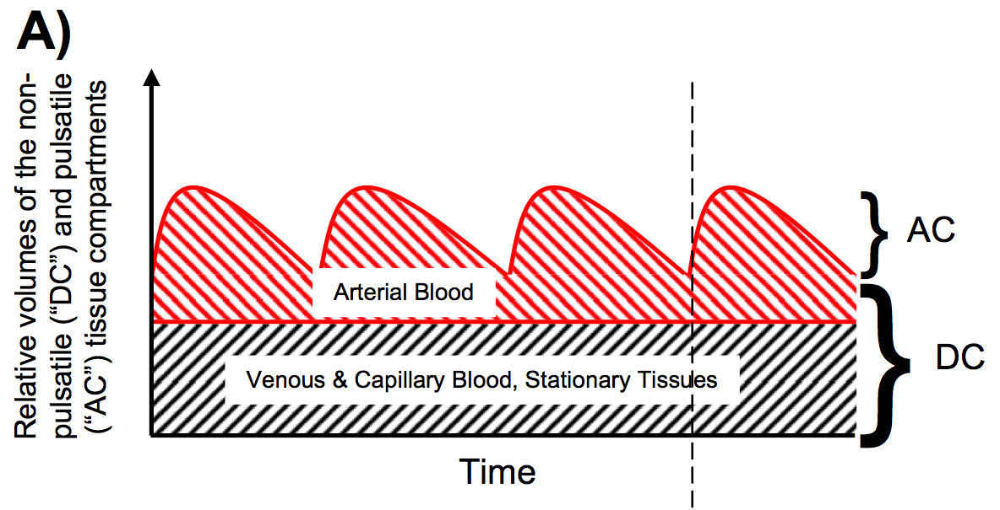 A)
Relative volumes of the non-
pulsatile (“DC”) and pulsatile
(“AC”) tissue compartments
Arterial Blood
Venous & Capillary Blood, Stationary Tissues
AC
DC
Time